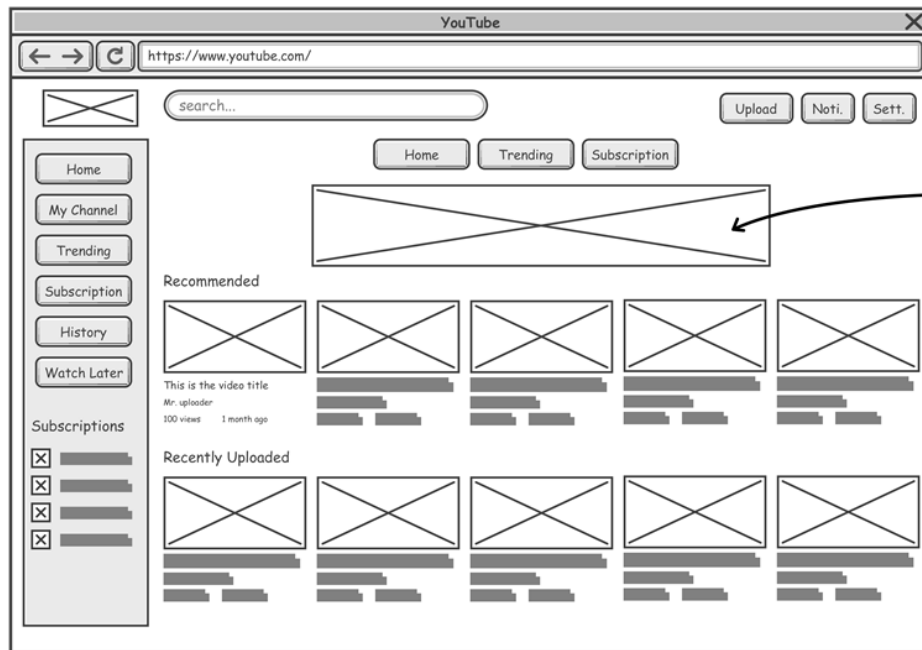 YouTube
https://www.youtube.com/
search...
Upload Noti. Sett.
Home Trending Subscription
Home
My Channel
Trending
Subscription
History
Watch Later
Subscriptions
Recommended
This is the video title
Mr. uploader
100 views 1 month ago
Recently Uploaded